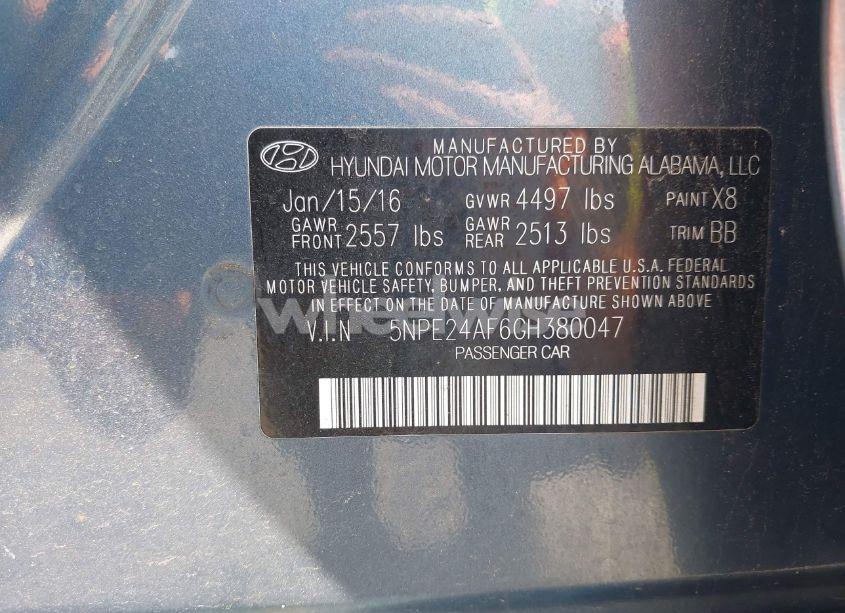 MANUFACTURED BY
HYUNDAI MOTOR MANUFACTURING ALABAMA, LLC
Jan/15/16 GVWR 4497 lbs PAINT X8
GAWR FRONT 2557 lbs GAWR REAR 2513 lbs TRIM BB
THIS VEHICLE CONFORMS TO ALL APPLICABLE U.S.A. FEDERAL
MOTOR VEHICLE SAFETY, BUMPER, AND THEFT PREVENTION STANDARDS
IN EFFECT ON THE DATE OF MANUFACTURE SHOWN ABOVE
V.I.N 5NPE24AF6GH380047
PASSENGER CAR